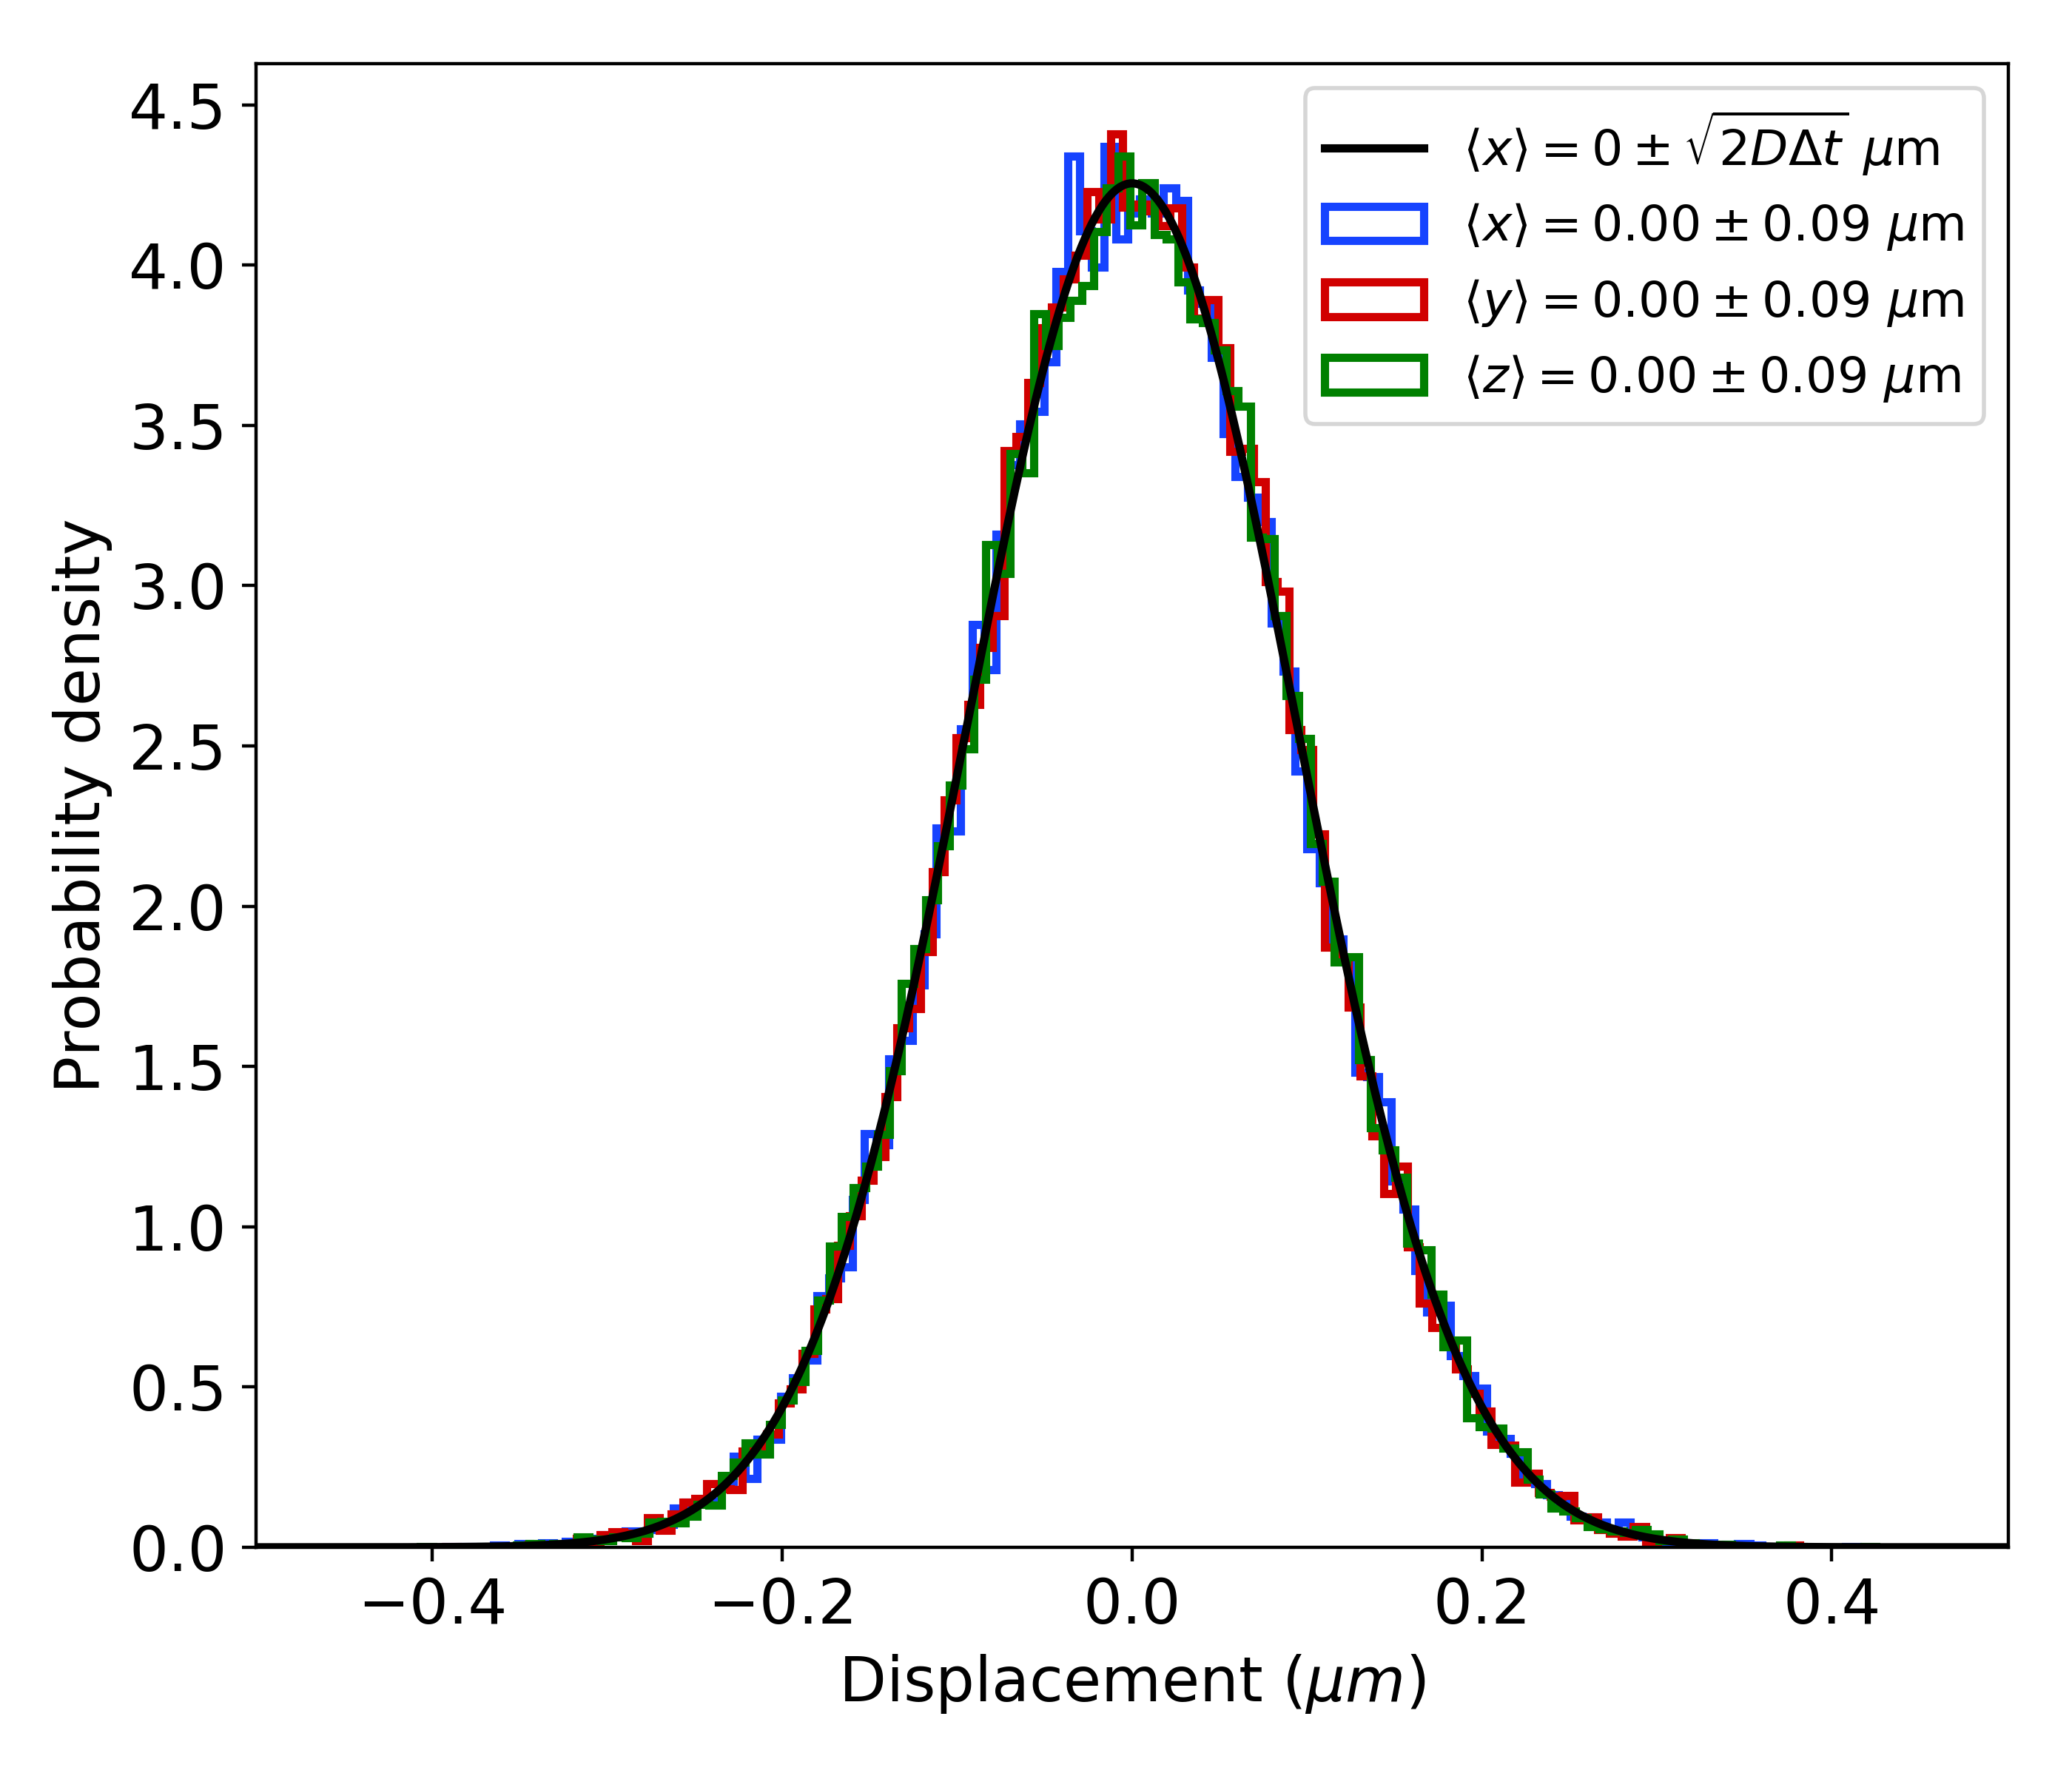 Probability density
4.5
4.0
3.5
3.0
2.5
2.0
1.5
1.0
0.5
0.0
⟨x⟩ = 0 ± √2DΔt μm
⟨x⟩ = 0.00 ± 0.09 μm
⟨y⟩ = 0.00 ± 0.09 μm
⟨z⟩ = 0.00 ± 0.09 μm
−0.4 −0.2 0.0 0.2 0.4
Displacement (μm)